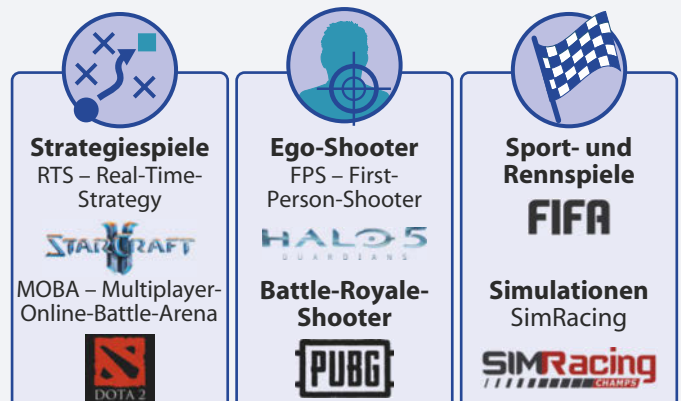 Strategiespiele
RTS – Real-Time-
Strategy
STARCRAFT
II
MOBA – Multiplayer-
Online-Battle-Arena
DOTA 2
Ego-Shooter
FPS – First-
Person-Shooter
HALO 5
GUARDIANS
Battle-Royale-
Shooter
PUBG
Sport- und
Rennspiele
FIFA
Simulationen
SimRacing
SIMRacing
CHAMPS